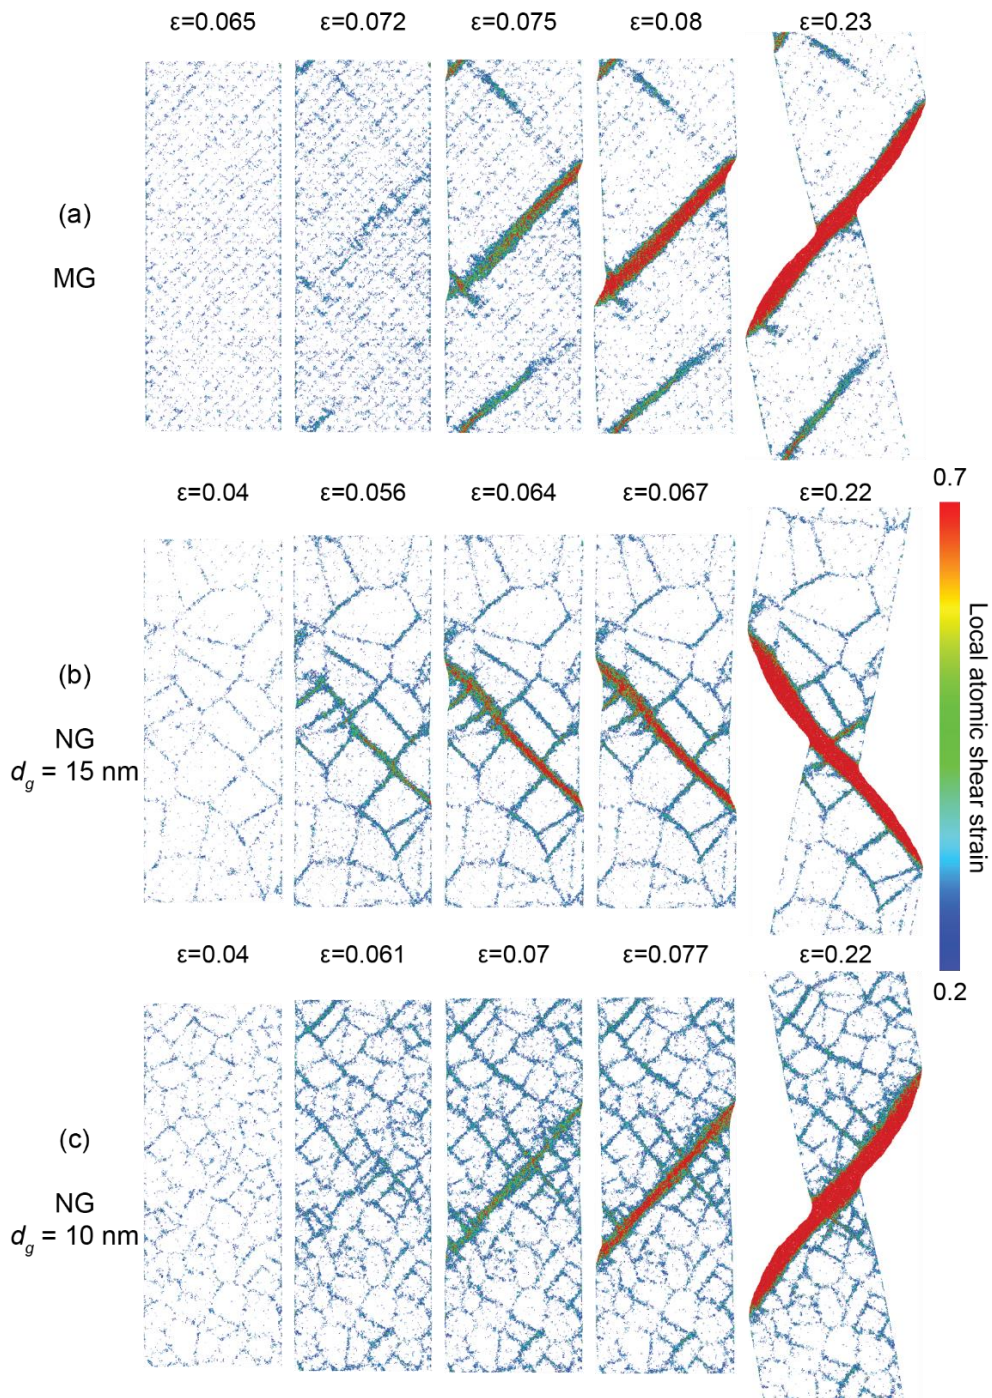 ε=0.065 ε=0.072 ε=0.075 ε=0.08 ε=0.23
(a)
MG
ε=0.04 ε=0.056 ε=0.064 ε=0.067 ε=0.22
(b)
NG
d_g = 15 nm
0.7
Local atomic shear strain
0.2
ε=0.04 ε=0.061 ε=0.07 ε=0.077 ε=0.22
(c)
NG
d_g = 10 nm